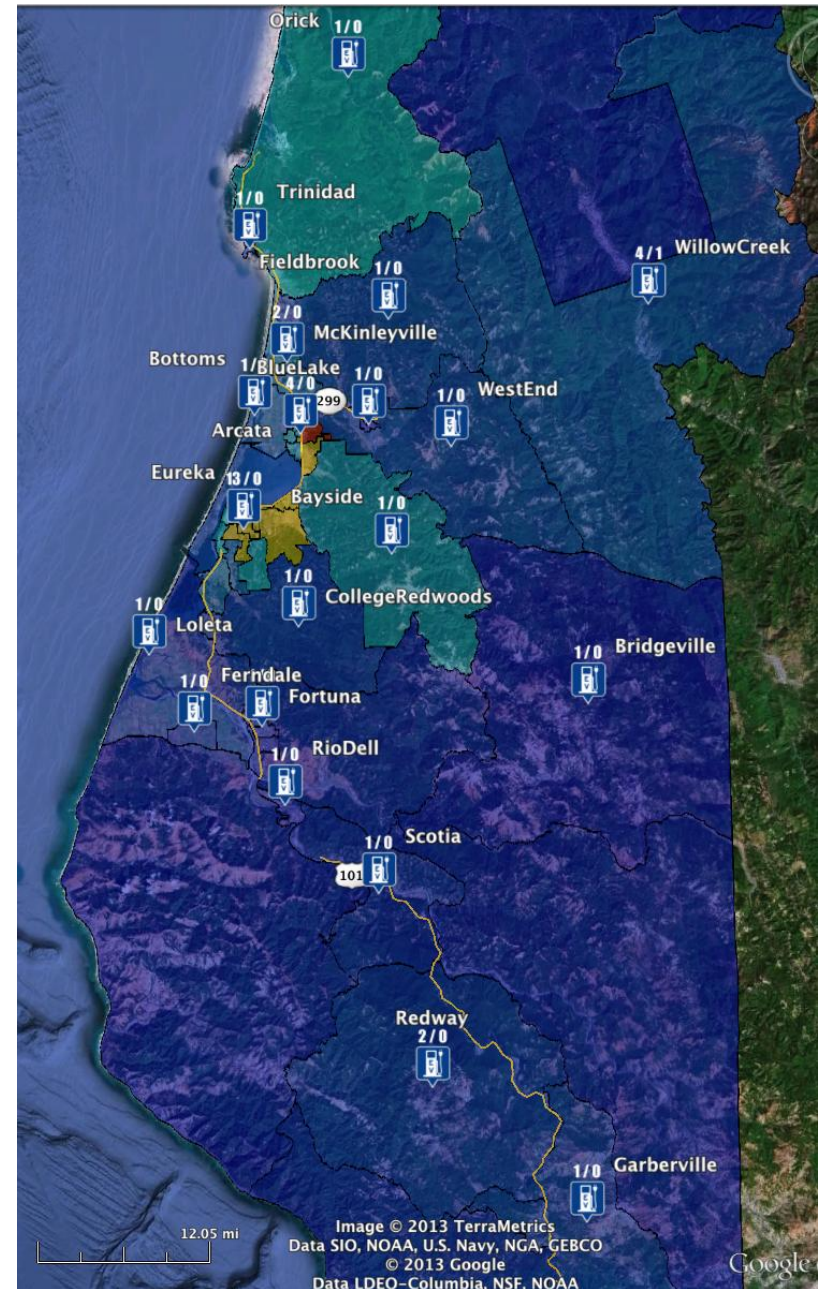 Orick
1/0
Trinidad
1/0
Fieldbrook
1/0
WillowCreek
4/1
2/0
McKinleyville
Bottoms
BlueLake
1/0
4/0
299
WestEnd
1/0
Arcata
Eureka
13/0
Bayside
1/0
1/0
CollegeRedwoods
1/0
Loleta
Bridgeville
1/0
Ferndale
1/0
Fortuna
RioDell
1/0
Scotia
1/0
101
Redway
2/0
Garberville
1/0
12.05 mi
Image © 2013 TerraMetrics
Data SIO, NOAA, U.S. Navy, NGA, GEBCO
© 2013 Google
Data LDEO-Columbia, NSF, NOAA
Google